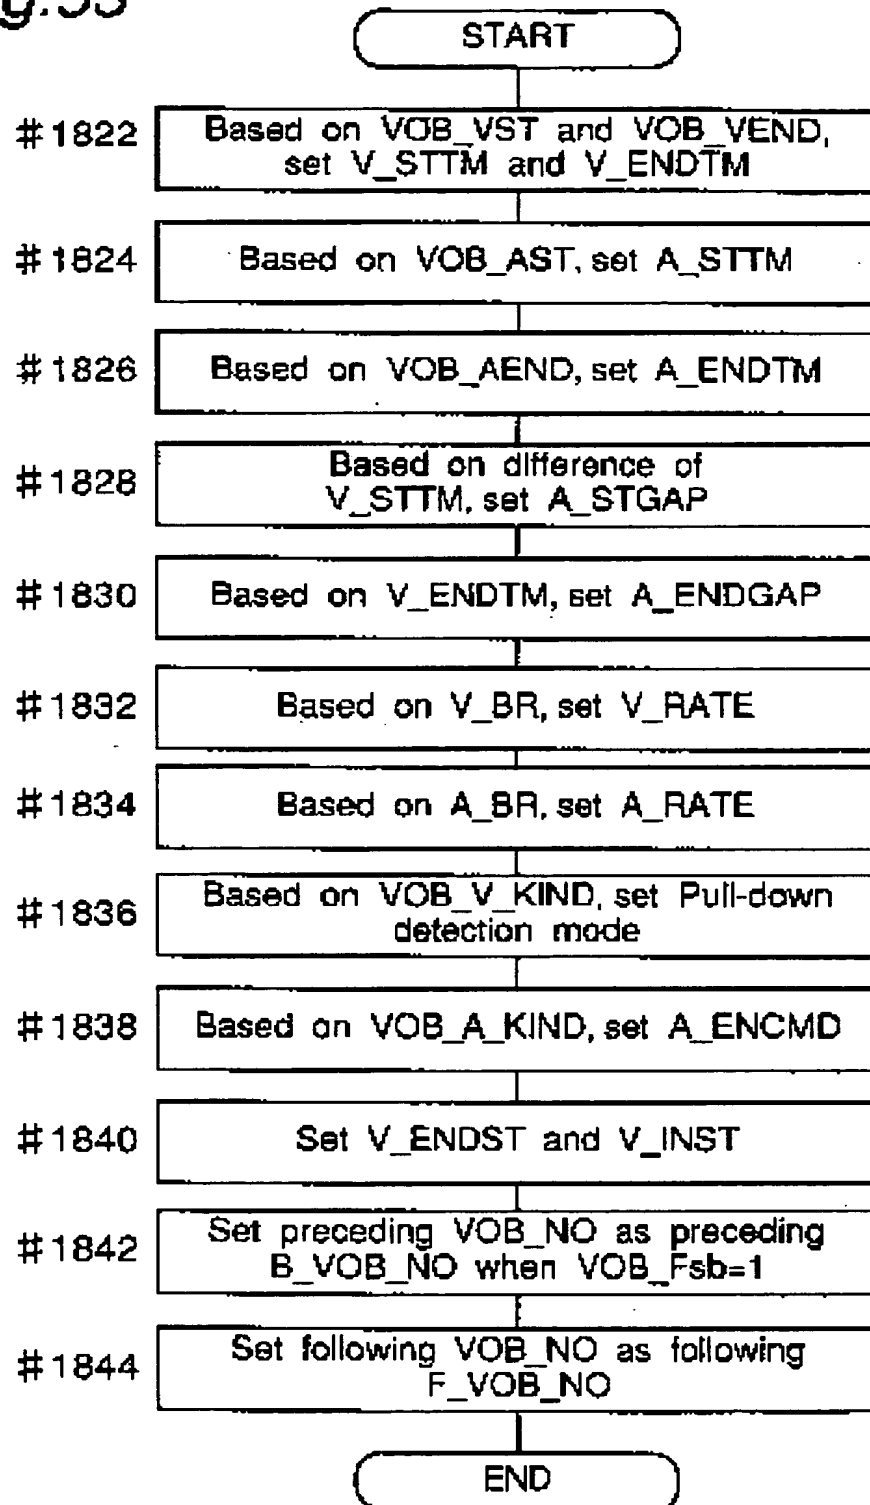 g.53
START
#1822
Based on VOB_VST and VOB_VEND,
set V_STTM and V_ENDTM
#1824
Based on VOB_AST, set A_STTM
#1826
Based on VOB_AEND, set A_ENDTM
#1828
Based on difference of
V_STTM, set A_STGAP
#1830
Based on V_ENDTM, set A_ENDGAP
#1832
Based on V_BR, set V_RATE
#1834
Based on A_BR, set A_RATE
#1836
Based on VOB_V_KIND, set Pull-down
detection mode
#1838
Based on VOB_A_KIND, set A_ENCMD
#1840
Set V_ENDST and V_INST
#1842
Set preceding VOB_NO as preceding
B_VOB_NO when VOB_Fsb=1
#1844
Set following VOB_NO as following
F_VOB_NO
END